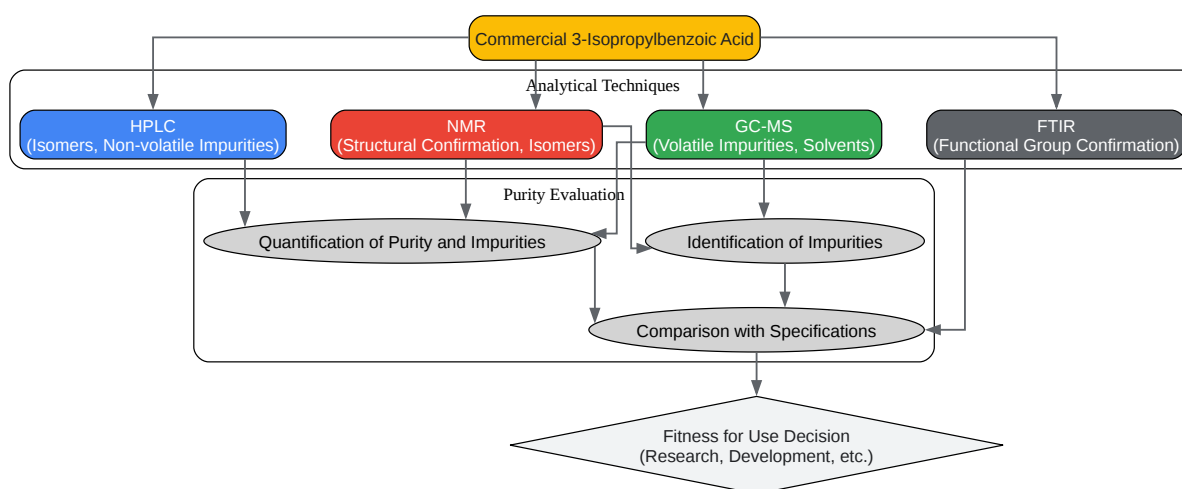 Commercial 3-Isopropylbenzoic Acid
Analytical Techniques
HPLC
(Isomers, Non-volatile Impurities)
NMR
(Structural Confirmation, Isomers)
GC-MS
(Volatile Impurities, Solvents)
FTIR
(Functional Group Confirmation)
Purity Evaluation
Quantification of Purity and Impurities
Identification of Impurities
Comparison with Specifications
Fitness for Use Decision
(Research, Development, etc.)